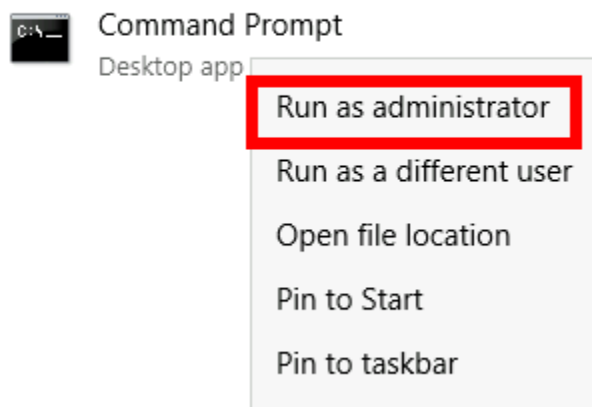 C:\_
Command Prompt
Desktop app
Run as administrator
Run as a different user
Open file location
Pin to Start
Pin to taskbar